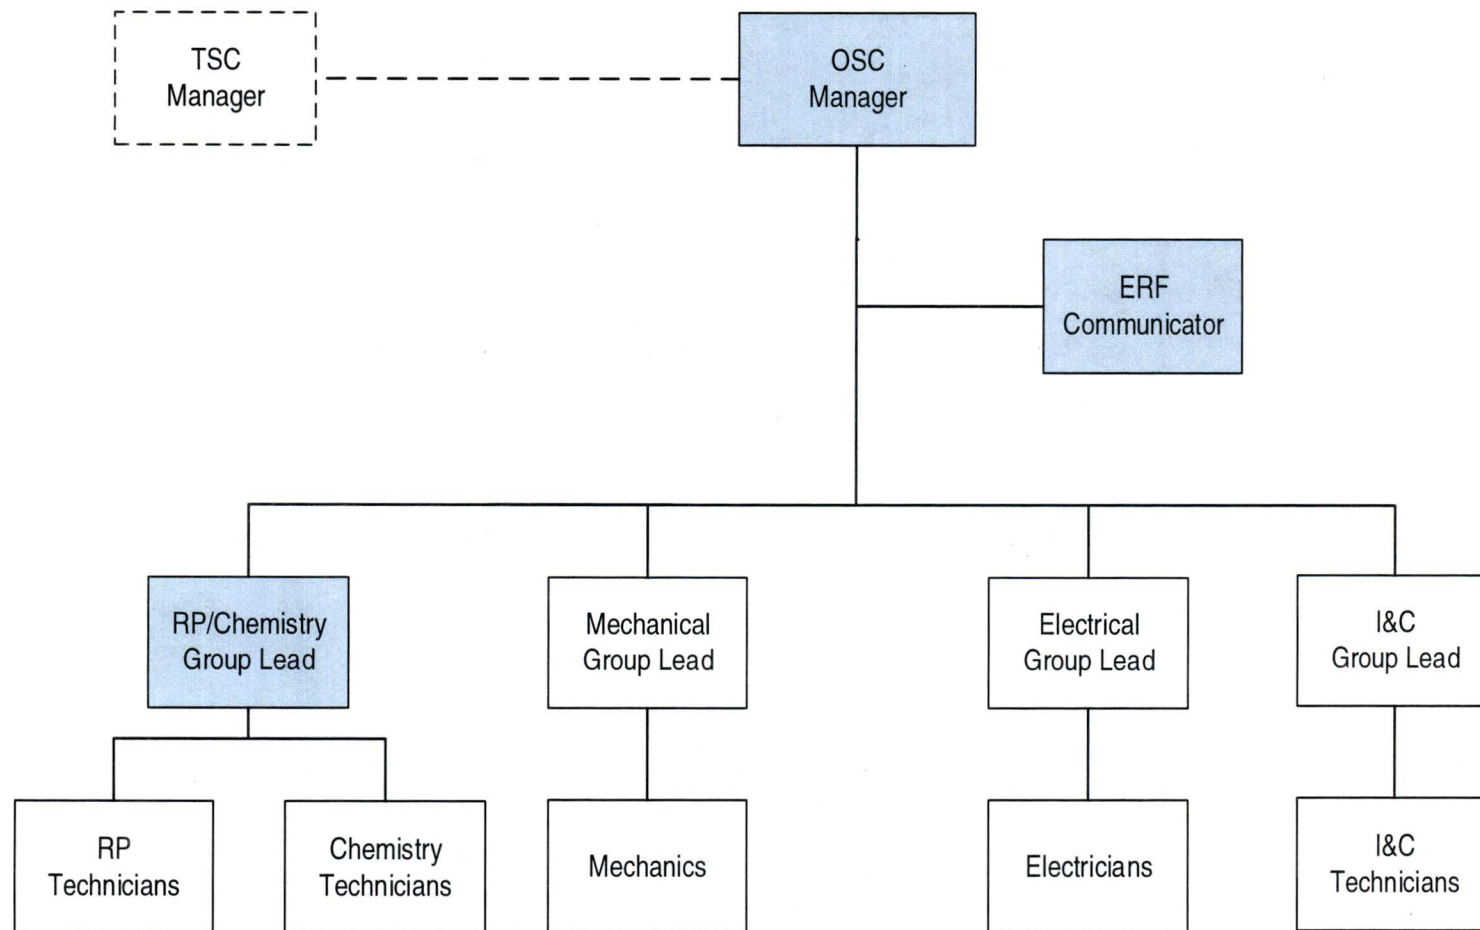 TSC
Manager
OSC
Manager
ERF
Communicator
RP/Chemistry
Group Lead
Mechanical
Group Lead
Electrical
Group Lead
I&C
Group Lead
RP
Technicians
Chemistry
Technicians
Mechanics
Electricians
I&C
Technicians